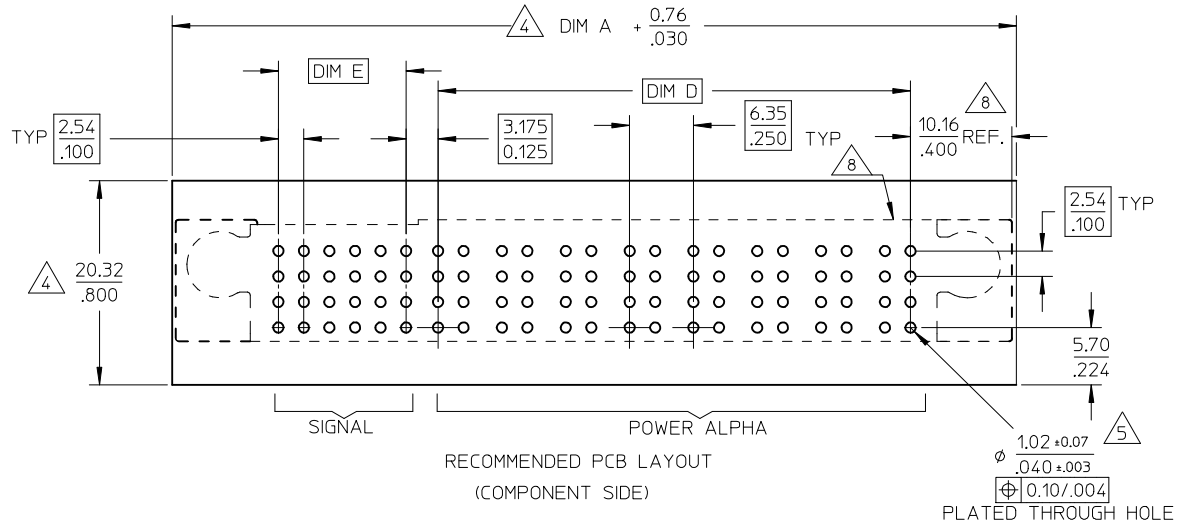 4 DIM A + 0.76
.030
DIM E
DIM D
TYP 2.54
.100
3.175
0.125
6.35
.250 TYP
8
10.16
.400 REF.
8
2.54
.100 TYP
4 20.32
.800
5.70
.224
SIGNAL
POWER ALPHA
RECOMMENDED PCB LAYOUT
(COMPONENT SIDE)
5
⌀ 1.02 ±0.07
.040 ±.003
⌖ 0.10/.004
PLATED THROUGH HOLE